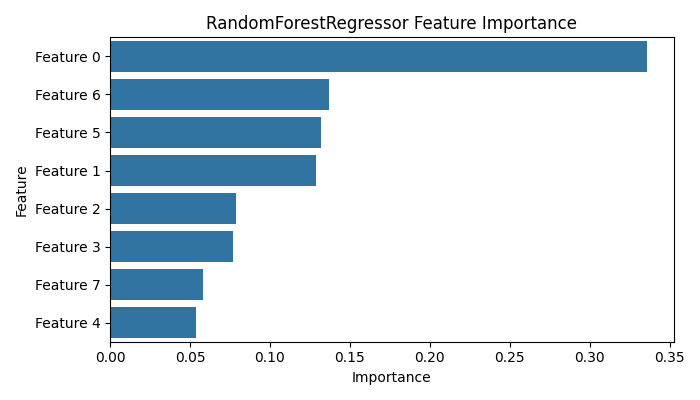 RandomForestRegressor Feature Importance
Feature
Feature 0
Feature 6
Feature 5
Feature 1
Feature 2
Feature 3
Feature 7
Feature 4
0.00 0.05 0.10 0.15 0.20 0.25 0.30 0.35
Importance